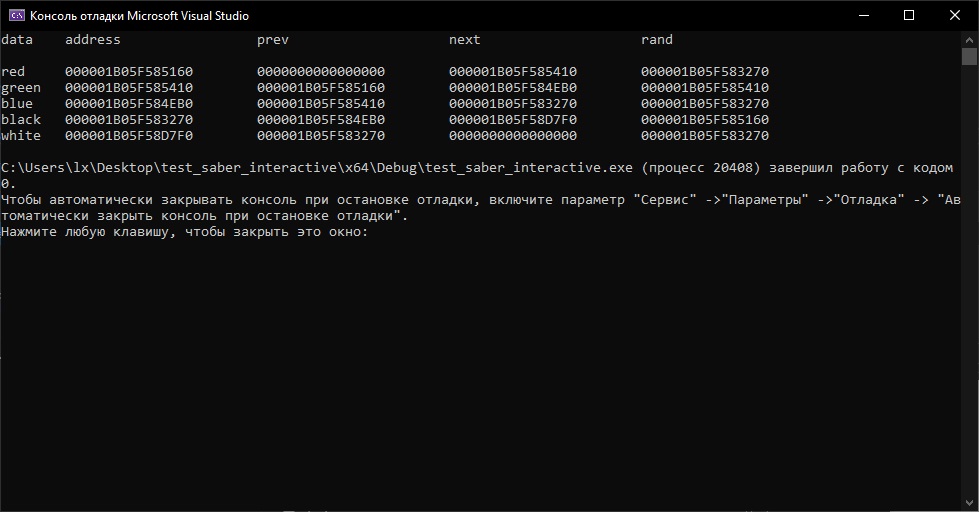 Консоль отладки Microsoft Visual Studio
data address prev next rand
red 000001B05F585160 0000000000000000 000001B05F585410 000001B05F583270
green 000001B05F585410 000001B05F585160 000001B05F584EB0 000001B05F585410
blue 000001B05F584EB0 000001B05F585410 000001B05F583270 000001B05F583270
black 000001B05F583270 000001B05F584EB0 000001B05F58D7F0 000001B05F585160
white 000001B05F58D7F0 000001B05F583270 0000000000000000 000001B05F583270
C:\Users\lx\Desktop\test_saber_interactive\x64\Debug\test_saber_interactive.exe (процесс 20408) завершил работу с кодом
0.
Чтобы автоматически закрывать консоль при остановке отладки, включите параметр "Сервис" ->"Параметры" ->"Отладка" -> "Ав
томатически закрыть консоль при остановке отладки".
Нажмите любую клавишу, чтобы закрыть это окно: